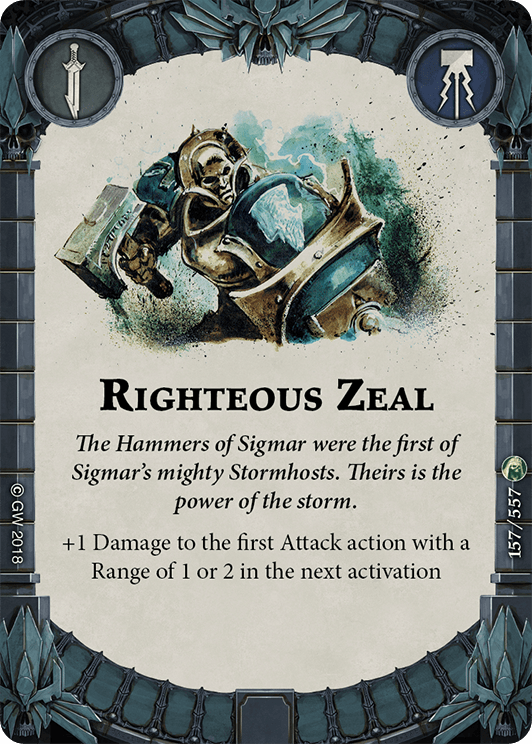 Righteous Zeal
The Hammers of Sigmar were the first of
Sigmar's mighty Stormhosts. Theirs is the
power of the storm.
+1 Damage to the first Attack action with a
Range of 1 or 2 in the next activation
© GW 2018
157/557